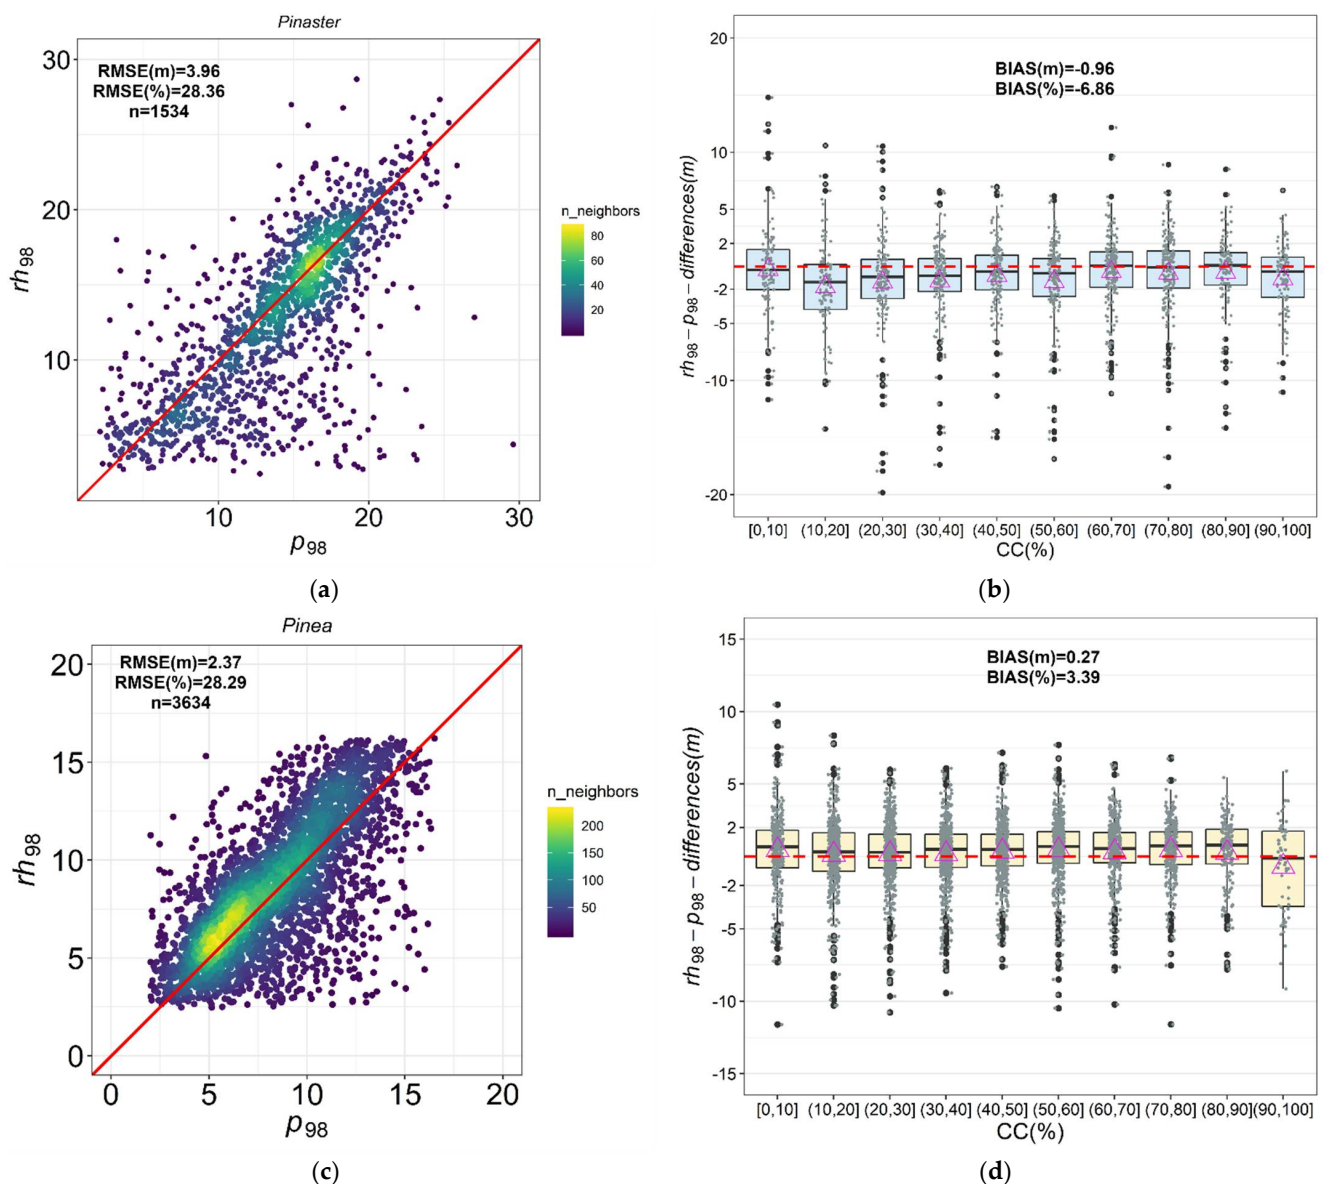 Pinaster
RMSE(m)=3.96
RMSE(%)=28.36
n=1534
30
20
10
rh98
10 20 30
p98
n_neighbors
80
60
40
20
(a)
BIAS(m)=-0.96
BIAS(%)=-6.86
20
10
5
2
-2
-5
-10
-20
rh98 – p98 – differences(m)
[0,10] (10,20] (20,30] (30,40] (40,50] (50,60] (60,70] (70,80] (80,90] (90,100]
CC(%)
(b)
Pinea
RMSE(m)=2.37
RMSE(%)=28.29
n=3634
20
15
10
5
0
rh98
0 5 10 15 20
p98
n_neighbors
200
150
100
50
(c)
BIAS(m)=0.27
BIAS(%)=3.39
15
10
5
2
-2
-5
-10
-15
rh98 – p98 – differences(m)
[0,10] (10,20] (20,30] (30,40] (40,50] (50,60] (60,70] (70,80] (80,90] (90,100]
CC(%)
(d)